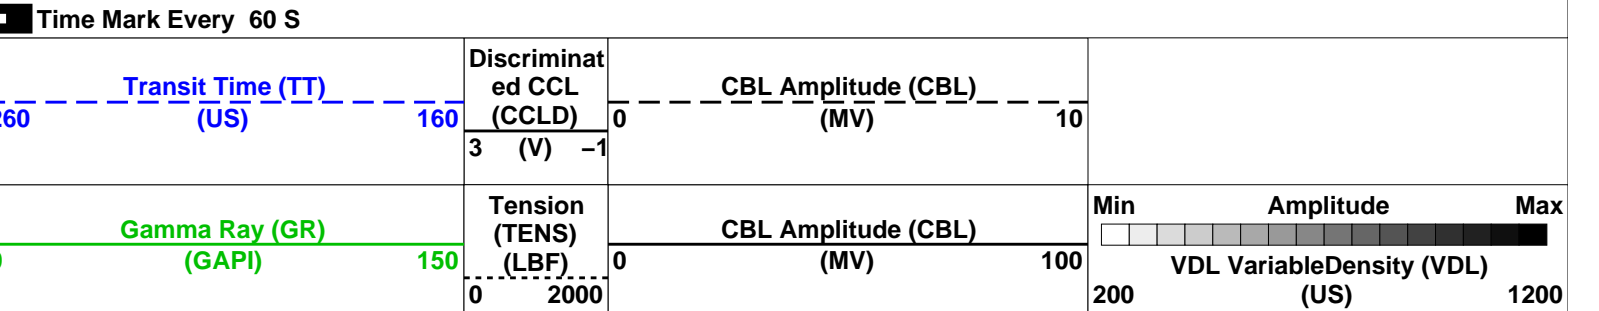 Time Mark Every 60 S
Discriminat
ed CCL
(CCLD)
3 (V) –1
Transit Time (TT)
(US) 160
CBL Amplitude (CBL)
0 (MV) 10
Gamma Ray (GR)
(GAPI) 150
Tension
(TENS)
(LBF)
0 2000
CBL Amplitude (CBL)
0 (MV) 100
Min Amplitude Max
VDL VariableDensity (VDL)
200 (US) 1200